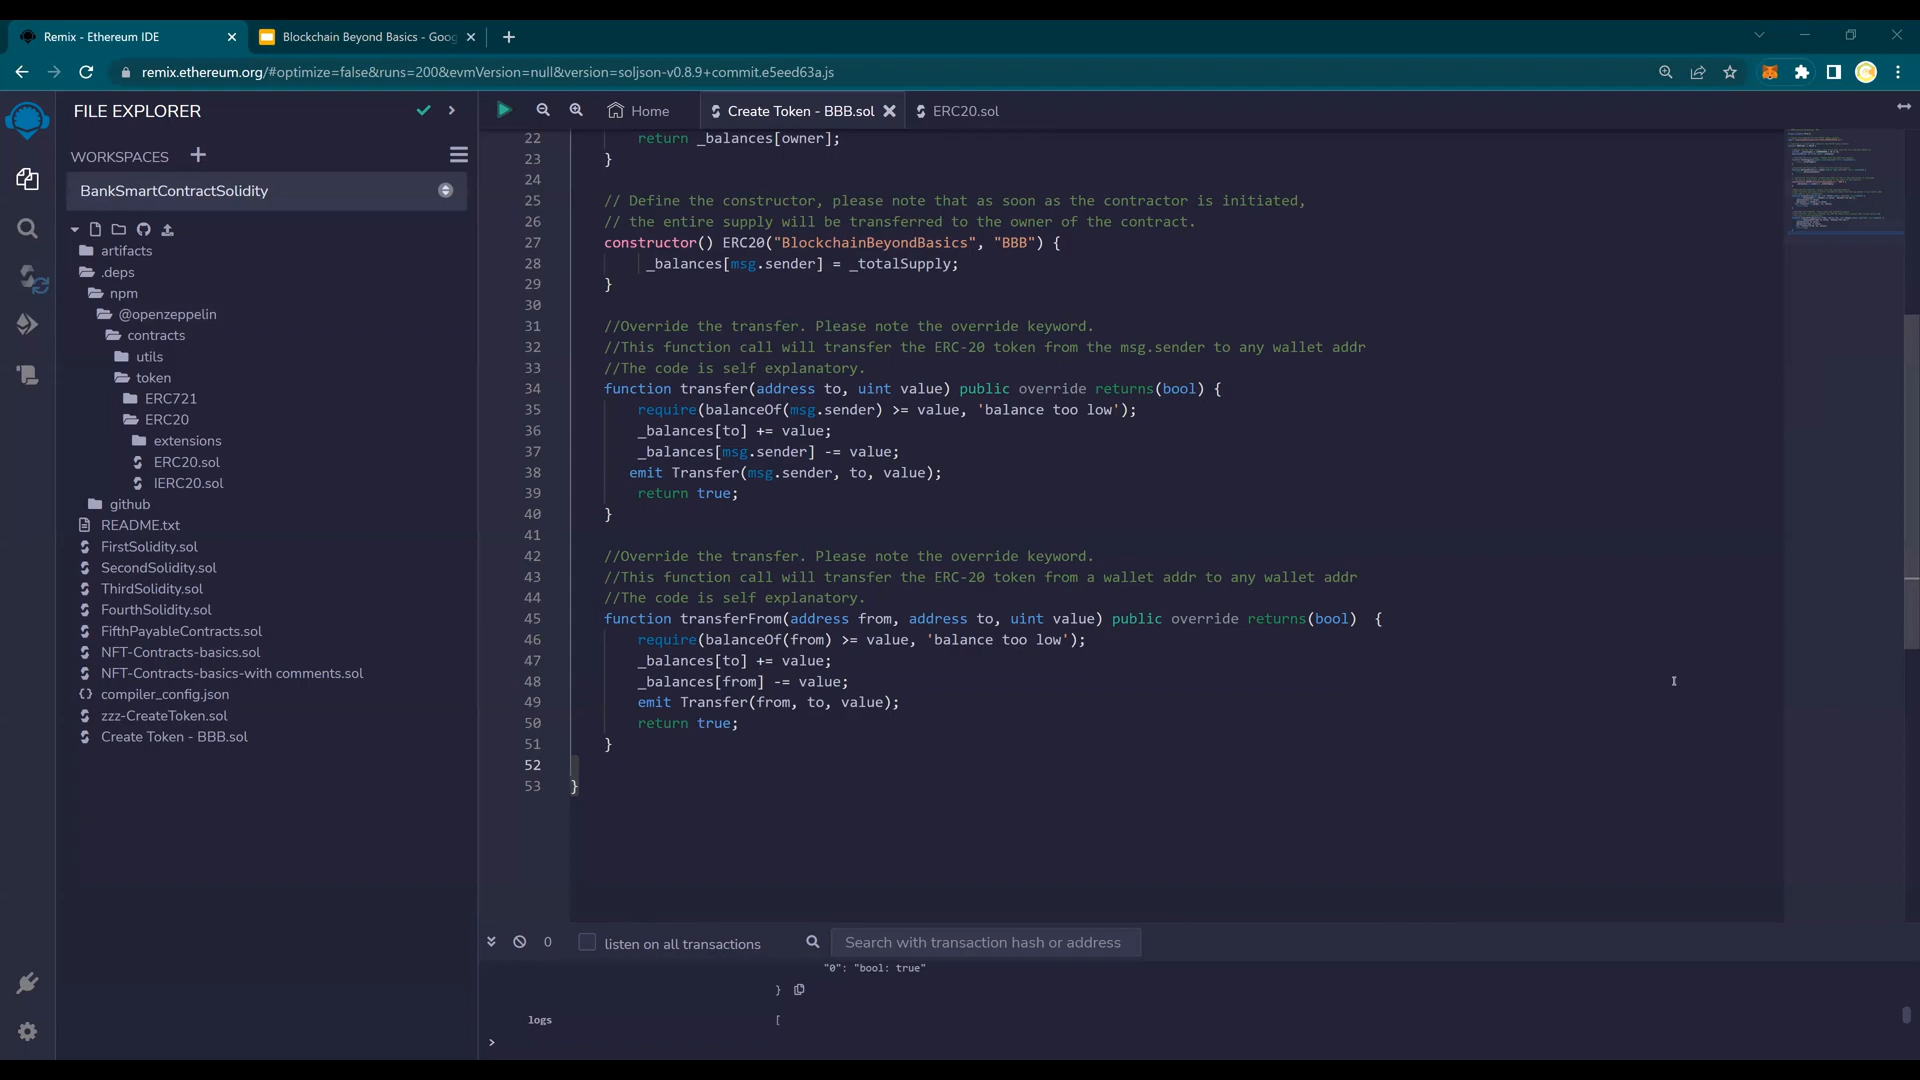 Remix - Ethereum IDE
Blockchain Beyond Basics - Goog
remix.ethereum.org/#optimize=false&runs=200&evmVersion=null&version=soljson-v0.8.9+commit.e5eed63a.js
FILE EXPLORER
Home
Create Token - BBB.sol
ERC20.sol
WORKSPACES
BankSmartContractSolidity
artifacts
.deps
npm
@openzeppelin
contracts
utils
token
ERC721
ERC20
extensions
ERC20.sol
IERC20.sol
github
README.txt
FirstSolidity.sol
SecondSolidity.sol
ThirdSolidity.sol
FourthSolidity.sol
FifthPayableContracts.sol
NFT-Contracts-basics.sol
NFT-Contracts-basics-with comments.sol
{} compiler_config.json
zzz-CreateToken.sol
Create Token - BBB.sol
22 return _balances[owner];
23 }
24
25 // Define the constructor, please note that as soon as the contractor is initiated,
26 // the entire supply will be transferred to the owner of the contract.
27 constructor() ERC20("BlockchainBeyondBasics", "BBB") {
28 _balances[msg.sender] = _totalSupply;
29 }
30
31 //Override the transfer. Please note the override keyword.
32 //This function call will transfer the ERC-20 token from the msg.sender to any wallet addr
33 //The code is self explanatory.
34 function transfer(address to, uint value) public override returns(bool) {
35 require(balanceOf(msg.sender) >= value, 'balance too low');
36 _balances[to] += value;
37 _balances[msg.sender] -= value;
38 emit Transfer(msg.sender, to, value);
39 return true;
40 }
41
42 //Override the transfer. Please note the override keyword.
43 //This function call will transfer the ERC-20 token from a wallet addr to any wallet addr
44 //The code is self explanatory.
45 function transferFrom(address from, address to, uint value) public override returns(bool) {
46 require(balanceOf(from) >= value, 'balance too low');
47 _balances[to] += value;
48 _balances[from] -= value;
49 emit Transfer(from, to, value);
50 return true;
51 }
52
53 }
0 listen on all transactions
Search with transaction hash or address
"0": "bool: true"
}
logs [
>